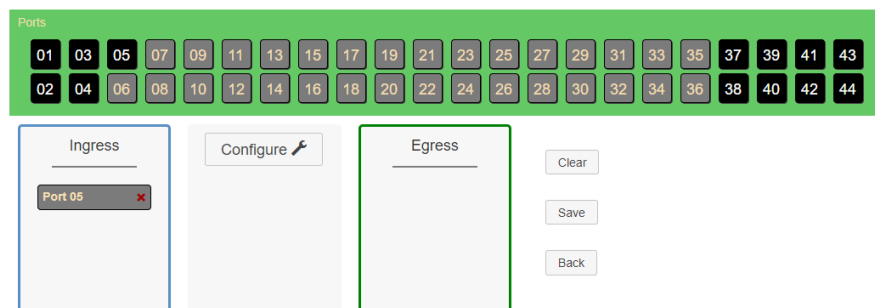 Ports
01 03 05 07 09 11 13 15 17 19 21 23 25 27 29 31 33 35 37 39 41 43
02 04 06 08 10 12 14 16 18 20 22 24 26 28 30 32 34 36 38 40 42 44
Ingress
Port 05
Configure
Egress
Clear
Save
Back